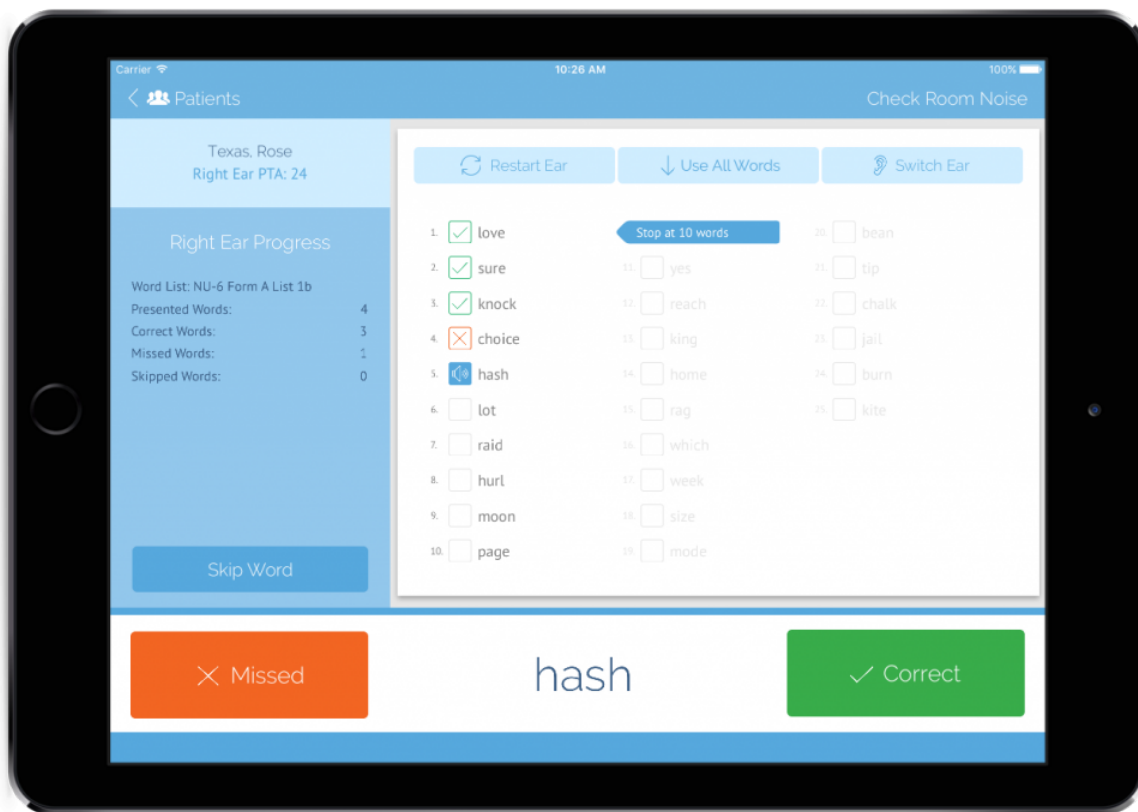 Carrier 10:26 AM 100%
Patients Check Room Noise
Texas, Rose
Right Ear PTA: 24
Right Ear Progress
Word List: NU-6 Form A List 1b
Presented Words: 4
Correct Words: 3
Missed Words: 1
Skipped Words: 0
Skip Word
Restart Ear Use All Words Switch Ear
1. love
2. sure
3. knock
4. choice
5. hash
6. lot
7. raid
8. hurl
9. moon
10. page
Stop at 10 words
11. yes
12. reach
13. king
14. home
15. rag
16. which
17. week
18. size
19. mode
20. bean
21. tip
22. chalk
23. jail
24. burn
25. kite
Missed hash Correct